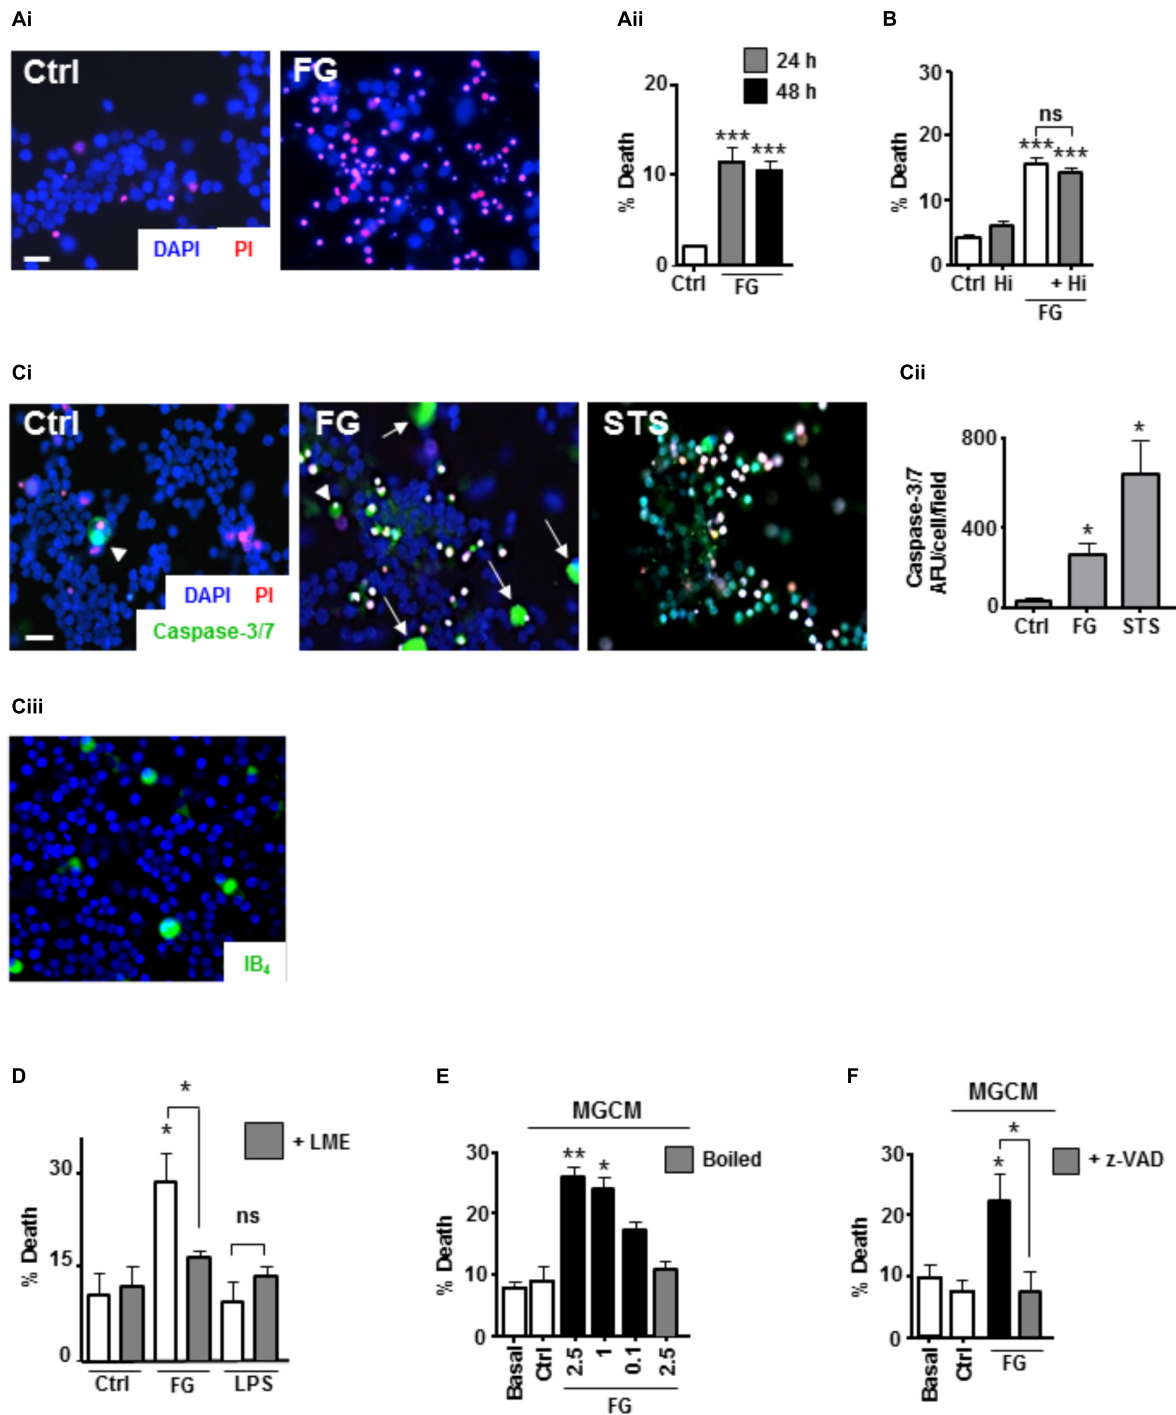 Ai
Ctrl
FG
DAPI PI
Aii
24 h
48 h
% Death
20
10
0
***
***
Ctrl
FG
B
% Death
30
20
10
0
ns
***
***
Ctrl Hi + Hi
FG
Ci
Ctrl
DAPI PI
Caspase-3/7
FG
STS
Cii
Caspase-3/7
AFU/cell/field
800
400
0
*
*
Ctrl FG STS
Ciii
IB4
D
*
+ LME
*
ns
% Death
30
15
0
Ctrl FG LPS
E
MGCM
Boiled
** *
% Death
30
20
10
0
Basal Ctrl 2.5 1 0.1 2.5
FG
F
MGCM
*
+ z-VAD
*
% Death
30
20
10
0
Basal Ctrl
FG